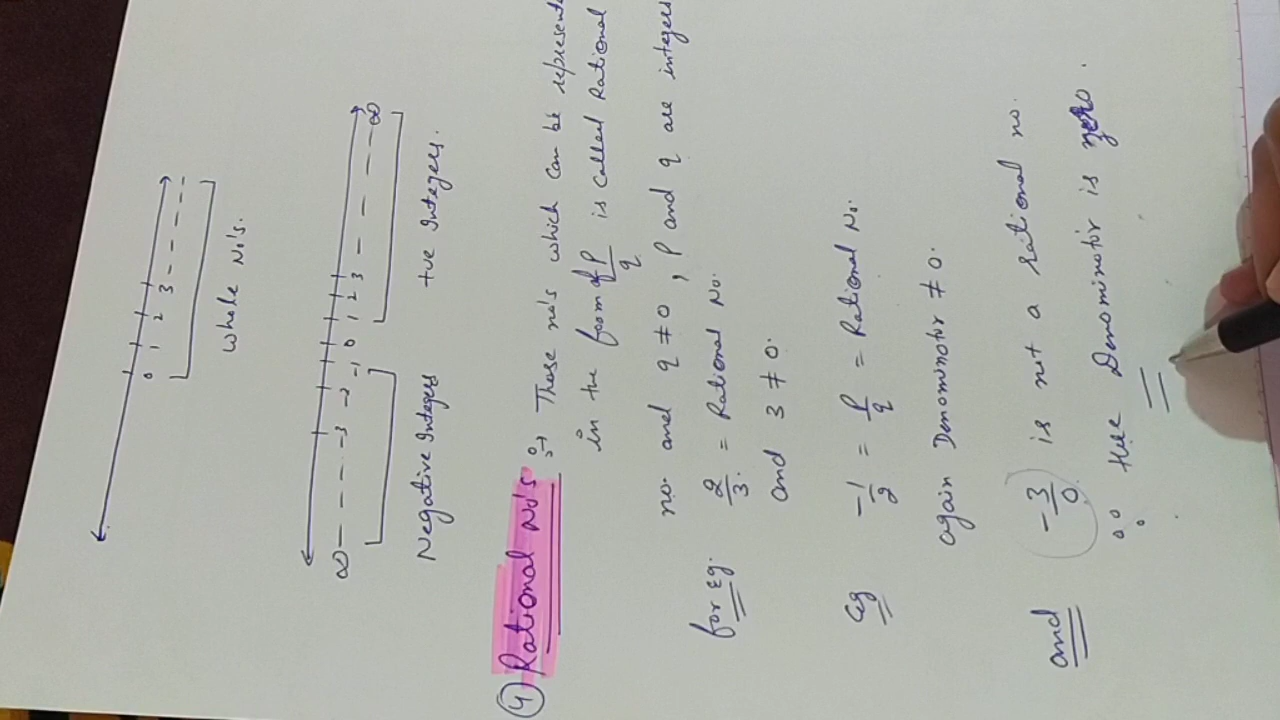 0 1 2 3 - - - - - -
Whole No's.
∞ - - - - -3 -2 -1 0 1 2 3 - - - - - - ∞
Negative Integers +ve Integers.
④ Rational No's :→ Those no's which can be represent
in the form of p/q is called Rational
no. and q ≠ 0 , p and q are integers
for Eg. 2/3 = Rational No.
and 3 ≠ 0.
Eg -1/2 = p/q = Rational No.
again Denominator ≠ 0.
and -3/0 is not a rational no.
∵ the Denominator is zero.